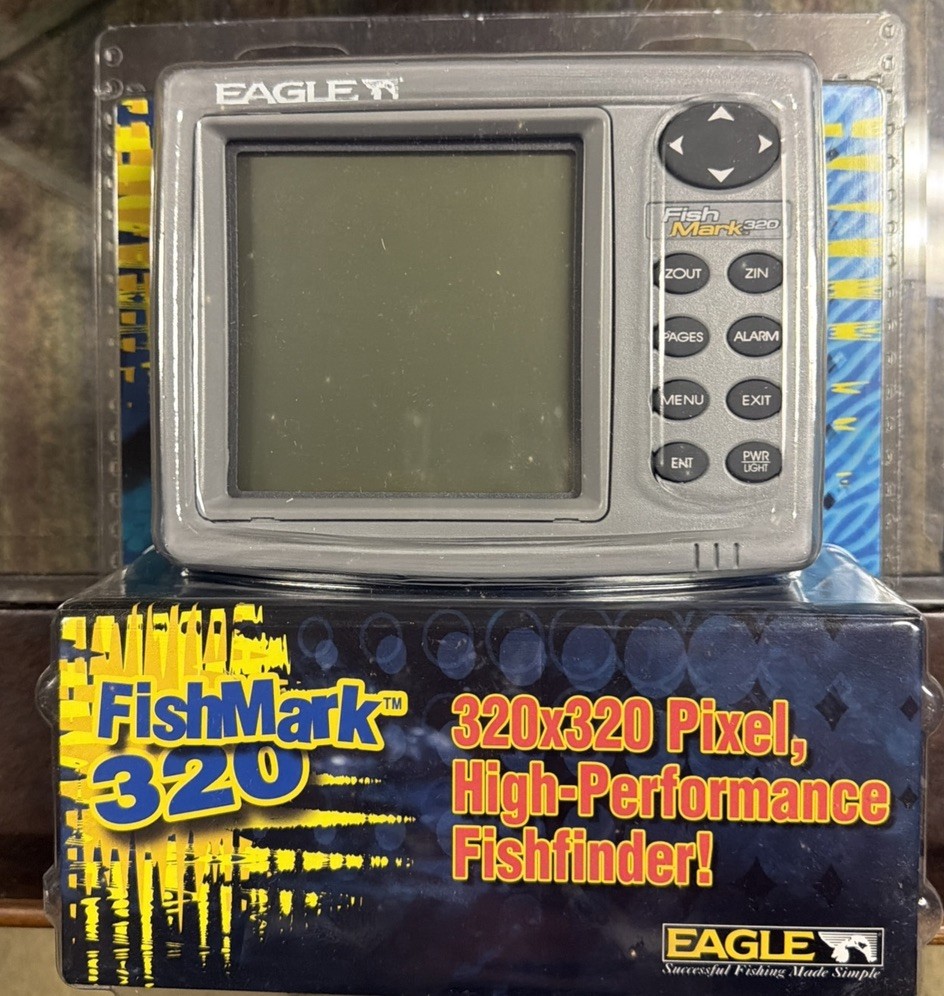 EAGLE
Fish
Mark 320
ZOUT ZIN
PAGES ALARM
MENU EXIT
ENT PWR
LIGHT
FishMark™
320
320x320 Pixel,
High-Performance
Fishfinder!
EAGLE
Successful Fishing Made Simple